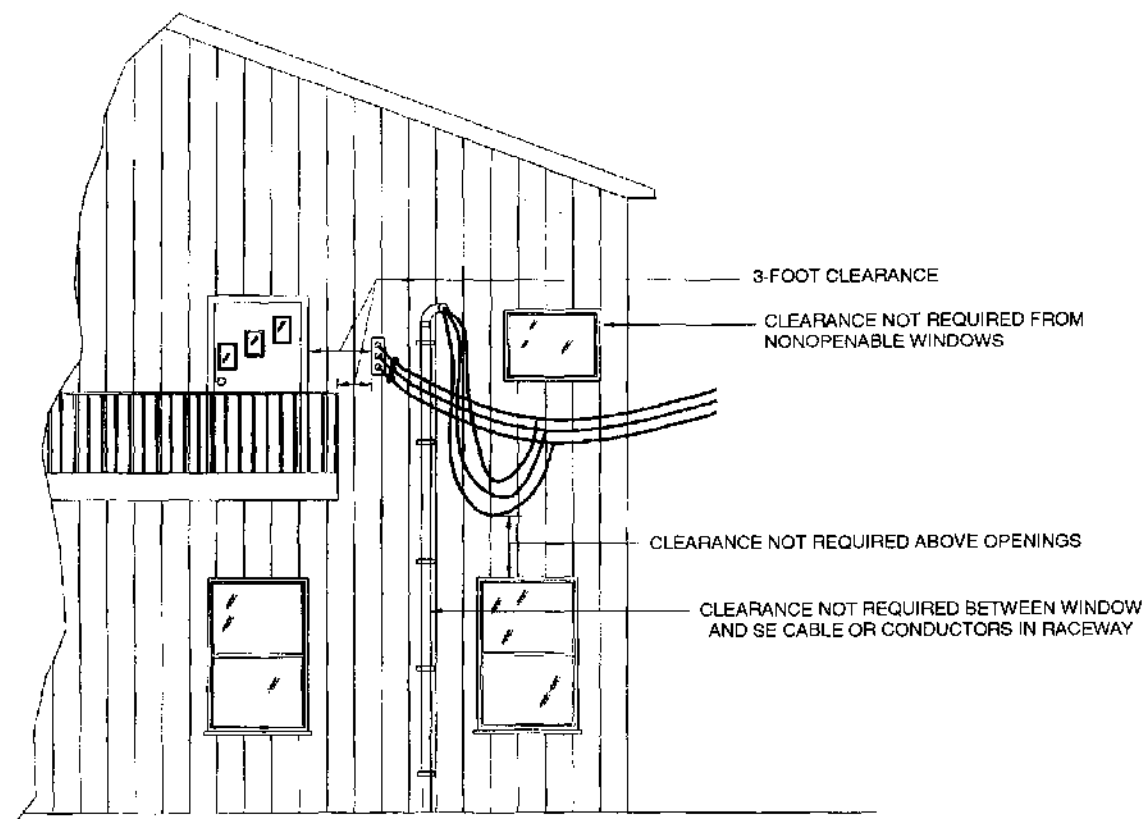 3-FOOT CLEARANCE
CLEARANCE NOT REQUIRED FROM
NONOPENABLE WINDOWS
CLEARANCE NOT REQUIRED ABOVE OPENINGS
CLEARANCE NOT REQUIRED BETWEEN WINDOW
AND SE CABLE OR CONDUCTORS IN RACEWAY